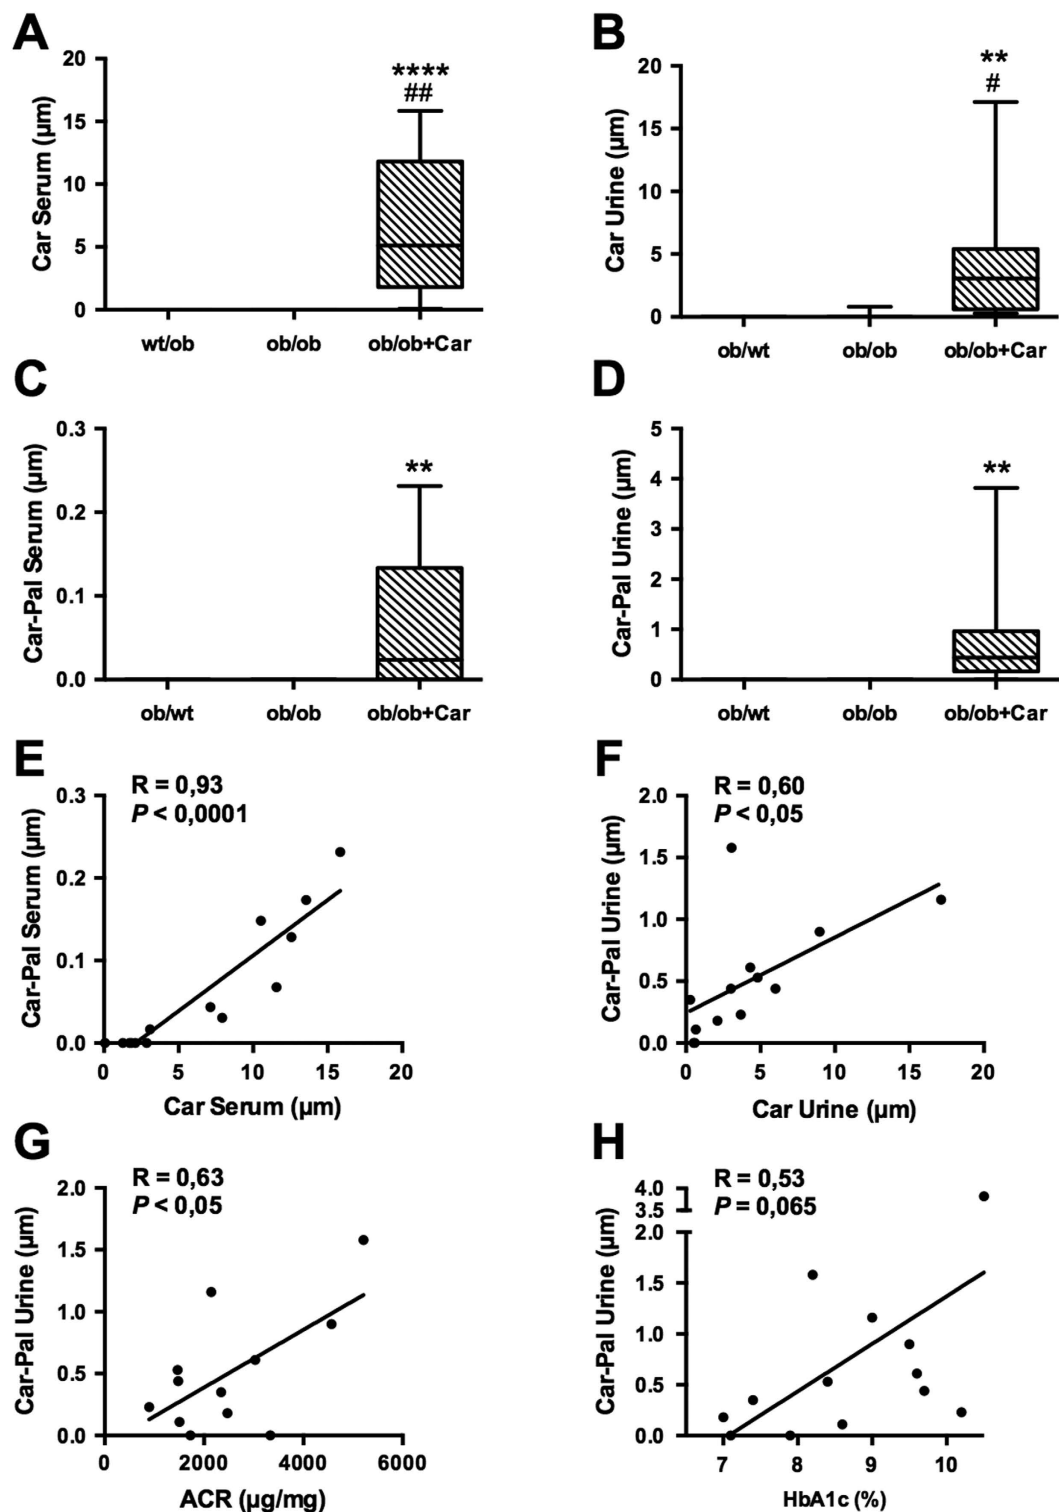 A
Car Serum (µm)
20
15
10
5
0
****
##
wt/ob ob/ob ob/ob+Car
B
Car Urine (µm)
20
15
10
5
0
**
#
ob/wt ob/ob ob/ob+Car
C
Car-Pal Serum (µm)
0.3
0.2
0.1
0.0
**
ob/wt ob/ob ob/ob+Car
D
Car-Pal Urine (µm)
5
4
3
2
1
0
**
ob/wt ob/ob ob/ob+Car
E
R = 0,93
P < 0,0001
Car-Pal Serum (µm)
0.3
0.2
0.1
0.0
0 5 10 15 20
Car Serum (µm)
F
R = 0,60
P < 0,05
Car-Pal Urine (µm)
2.0
1.5
1.0
0.5
0.0
0 5 10 15 20
Car Urine (µm)
G
R = 0,63
P < 0,05
Car-Pal Urine (µm)
2.0
1.5
1.0
0.5
0.0
0 2000 4000 6000
ACR (µg/mg)
H
R = 0,53
P = 0,065
Car-Pal Urine (µm)
4.0
3.5
2.0
1.5
1.0
0.5
0.0
7 8 9 10
HbA1c (%)